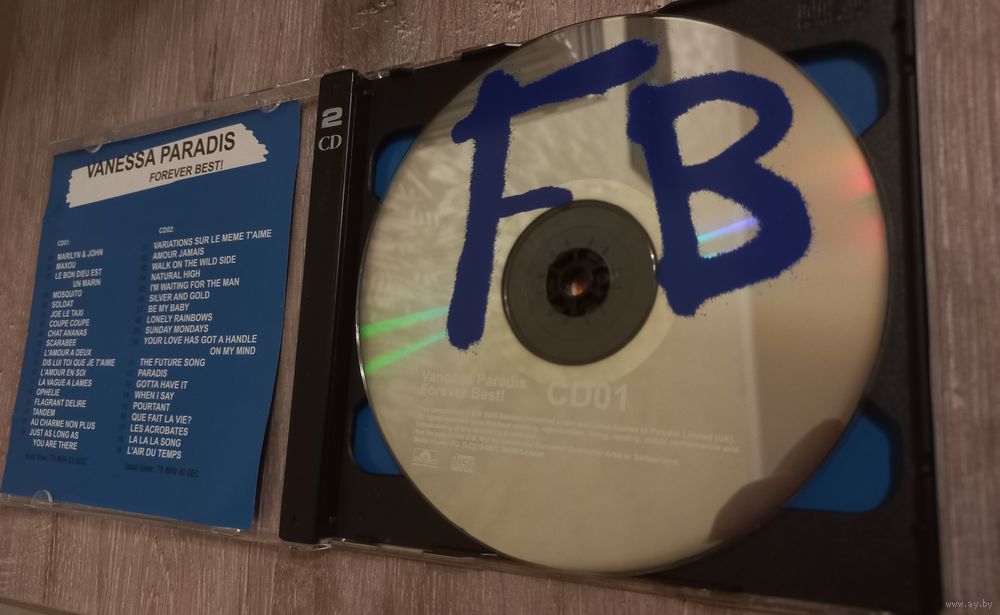 VANESSA PARADIS
FOREVER BEST!
CD01:
MARILYN & JOHN
MAXOU
LE BON DIEU EST
UN MARIN
MOSQUITO
SOLDAT
JOE LE TAXI
COUPE COUPE
CHAT ANANAS
SCARABEE
L'AMOUR A DEUX
DIS LUI TOI QUE JE T'AIME
L'AMOUR EN SOI
LA VAGUE A LAMES
OPHELIE
FLAGRANT DELIRE
TANDEM
AU CHARME NON PLUS
JUST AS LONG AS
YOU ARE THERE
CD02:
VARIATIONS SUR LE MEME T'AIME
AMOUR JAMAIS
WALK ON THE WILD SIDE
NATURAL HIGH
I'M WAITING FOR THE MAN
SILVER AND GOLD
BE MY BABY
LONELY RAINBOWS
SUNDAY MONDAYS
YOUR LOVE HAS GOT A HANDLE
ON MY MIND
THE FUTURE SONG
PARADIS
GOTTA HAVE IT
WHEN I SAY
POURTANT
QUE FAIT LA VIE?
LES ACROBATES
LA LA LA SONG
L'AIR DU TEMPS
2
CD
FB
Vanessa Paradis
Forever Best!
CD01
www.ay.by